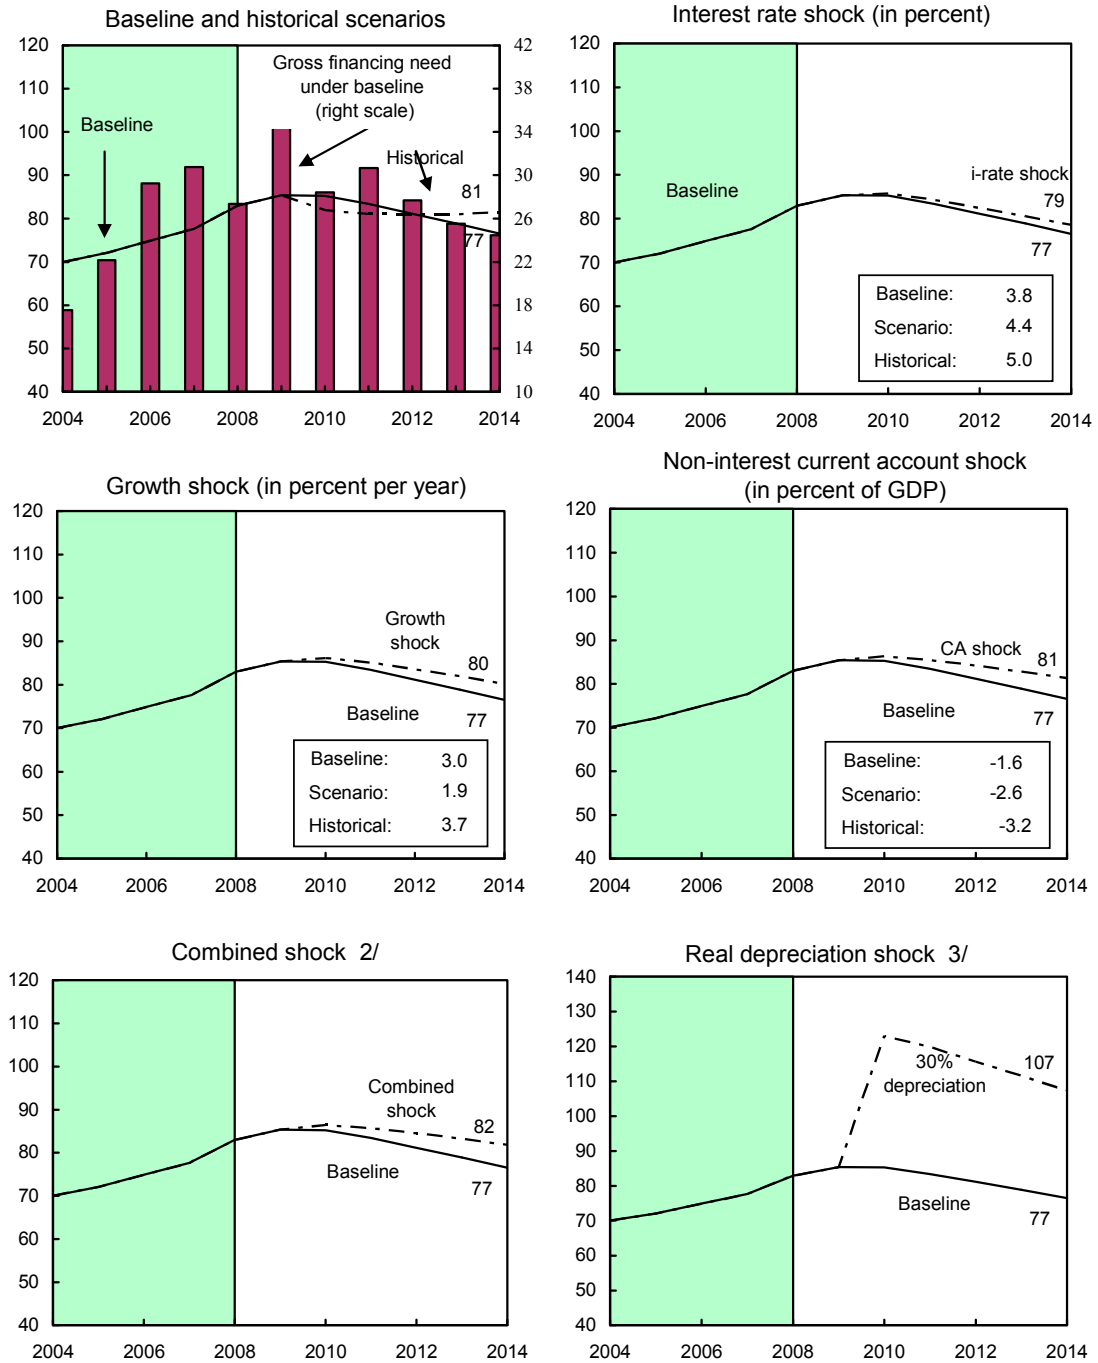 Baseline and historical scenarios
120
110
100
90
80
70
60
50
40
42
38
34
30
26
22
18
14
10
Gross financing need
under baseline
(right scale)
Baseline
Historical
81
77
2004 2006 2008 2010 2012 2014
Interest rate shock (in percent)
120
110
100
90
80
70
60
50
40
Baseline
i-rate shock
79
77
Baseline: 3.8
Scenario: 4.4
Historical: 5.0
2004 2006 2008 2010 2012 2014
Growth shock (in percent per year)
120
110
100
90
80
70
60
50
40
Growth
shock
80
Baseline
77
Baseline: 3.0
Scenario: 1.9
Historical: 3.7
2004 2006 2008 2010 2012 2014
Non-interest current account shock
(in percent of GDP)
120
110
100
90
80
70
60
50
40
CA shock
81
Baseline
77
Baseline: -1.6
Scenario: -2.6
Historical: -3.2
2004 2006 2008 2010 2012 2014
Combined shock 2/
120
110
100
90
80
70
60
50
40
Combined
shock
82
Baseline
77
2004 2006 2008 2010 2012 2014
Real depreciation shock 3/
140
130
120
110
100
90
80
70
60
50
40
30%
depreciation
107
Baseline
77
2004 2006 2008 2010 2012 2014